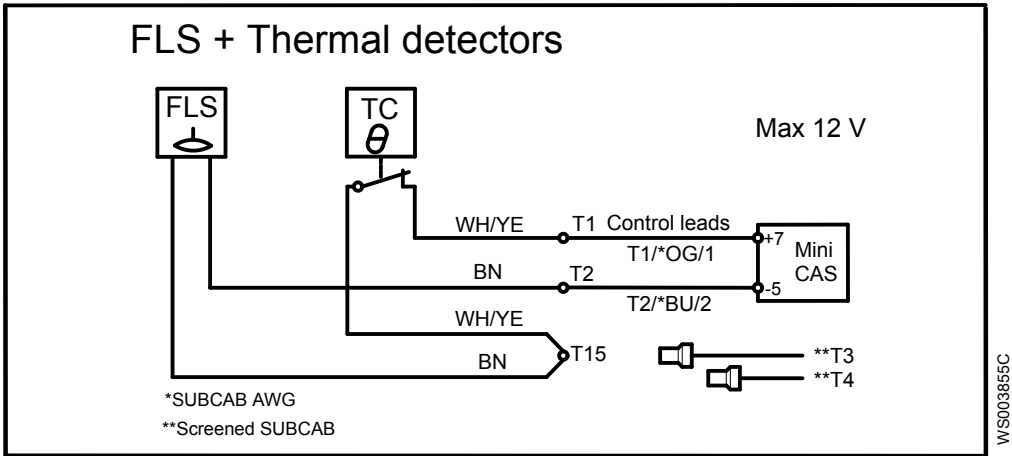 FLS + Thermal detectors
FLS
TC
Max 12 V
WH/YE
T1
Control leads
+7
T1/*OG/1
Mini
CAS
BN
T2
-5
T2/*BU/2
WH/YE
BN
T15
**T3
**T4
*SUBCAB AWG
**Screened SUBCAB
WS003855C